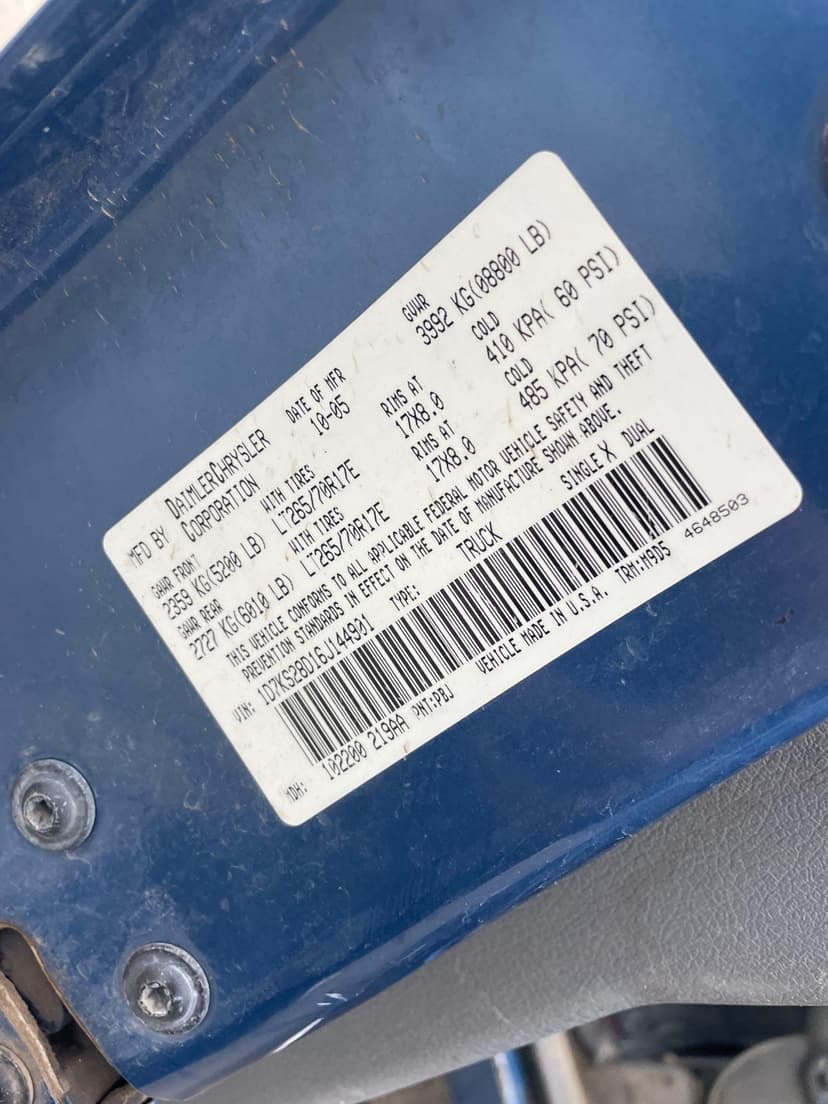 MFD BY DAIMLERCHRYSLER CORPORATION
DATE OF MFR
10-05
GVWR
3992 KG(08800 LB)
GAWR FRONT
2359 KG(5200 LB)
WITH TIRES
LT265/70R17E
RIMS AT
17X8.0
COLD
410 KPA( 60 PSI)
GAWR REAR
2727 KG(6010 LB)
WITH TIRES
LT265/70R17E
RIMS AT
17X8.0
COLD
485 KPA( 70 PSI)
THIS VEHICLE CONFORMS TO ALL APPLICABLE FEDERAL MOTOR VEHICLE SAFETY AND THEFT
PREVENTION STANDARDS IN EFFECT ON THE DATE OF MANUFACTURE SHOWN ABOVE.
VIN: 1D7KS28D16J144901 TYPE: TRUCK SINGLE X DUAL
MDH: 102200 219AA PNT:PBJ VEHICLE MADE IN U.S.A. TRM:M9D5 4648503